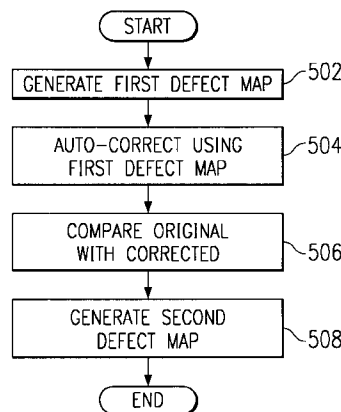 START
GENERATE FIRST DEFECT MAP
502
AUTO-CORRECT USING
FIRST DEFECT MAP
504
COMPARE ORIGINAL
WITH CORRECTED
506
GENERATE SECOND
DEFECT MAP
508
END